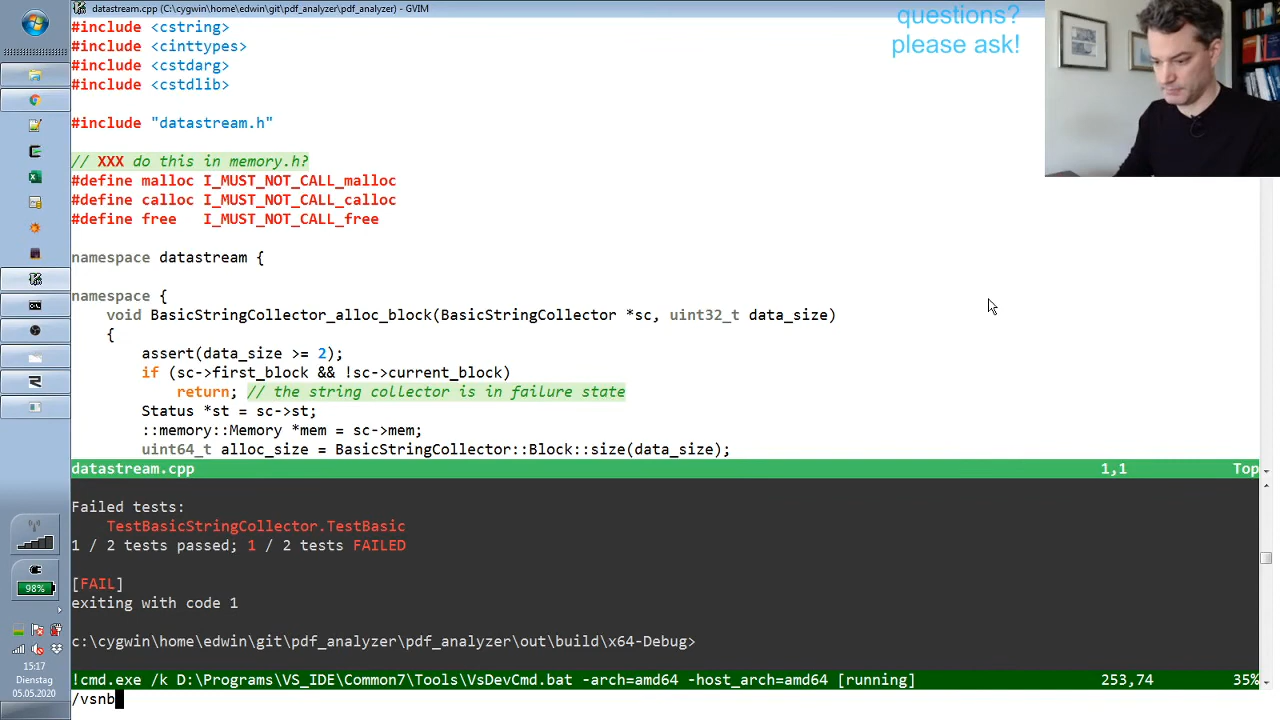 datastream.cpp (C:\cygwin\home\edwin\git\pdf_analyzer\pdf_analyzer) - GVIM
questions?
please ask!
#include <cstring>
#include <cinttypes>
#include <cstdarg>
#include <cstdlib>
#include "datastream.h"
// XXX do this in memory.h?
#define malloc I_MUST_NOT_CALL_malloc
#define calloc I_MUST_NOT_CALL_calloc
#define free   I_MUST_NOT_CALL_free
namespace datastream {
namespace {
void BasicStringCollector_alloc_block(BasicStringCollector *sc, uint32_t data_size)
{
assert(data_size >= 2);
if (sc->first_block && !sc->current_block)
return; // the string collector is in failure state
Status *st = sc->st;
::memory::Memory *mem = sc->mem;
uint64_t alloc_size = BasicStringCollector::Block::size(data_size);
datastream.cpp 1,1 Top
Failed tests:
TestBasicStringCollector.TestBasic
1 / 2 tests passed; 1 / 2 tests FAILED
[FAIL]
exiting with code 1
c:\cygwin\home\edwin\git\pdf_analyzer\pdf_analyzer\out\build\x64-Debug>
!cmd.exe /k D:\Programs\VS_IDE\Common7\Tools\VsDevCmd.bat -arch=amd64 -host_arch=amd64 [running] 253,74 35%
/vsnb
98%
15:17
Dienstag
05.05.2020